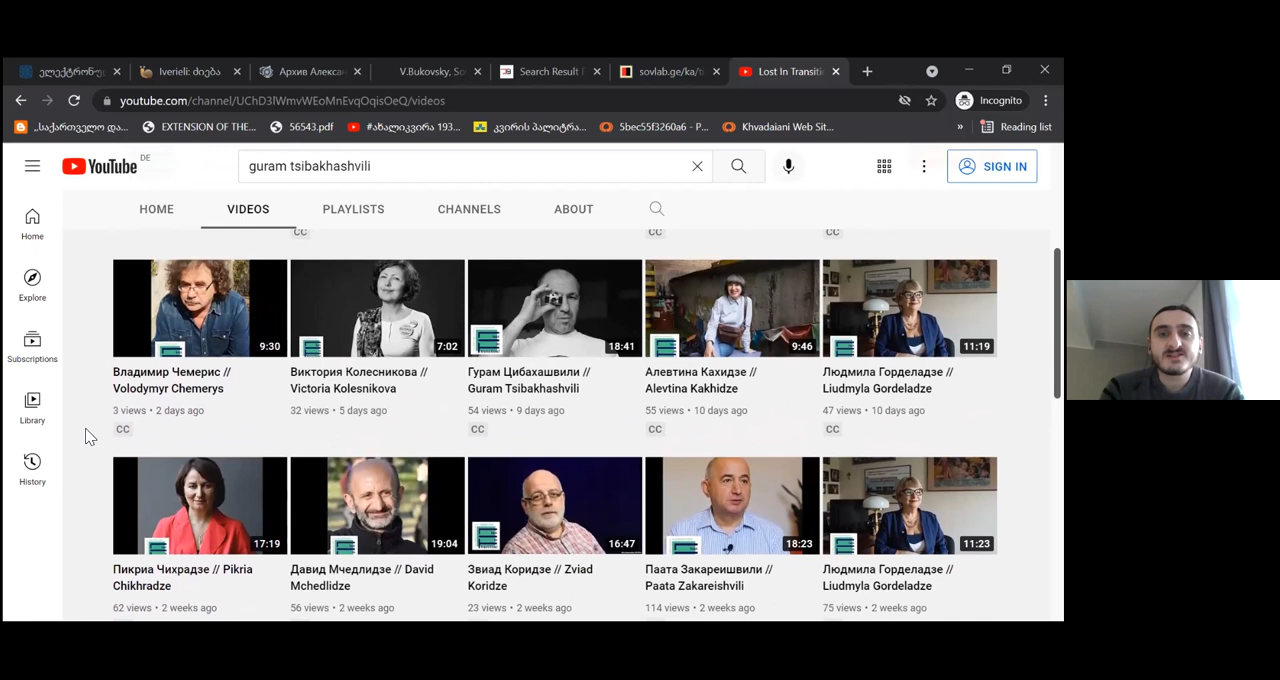 ელექტრონ
Iverieli: ძიება
Архив Алекса
V.Bukovsky, So
Search Result
sovlab.ge/ka/ti
Lost In Transiti
youtube.com/channel/UChD3lWmvWEoMnEvqOqisOeQ/videos
Incognito
„საქართველო და...
EXTENSION OF THE...
56543.pdf
#ახალიკვირა 193...
კვირის პალიტრა...
5bec55f3260a6 - P...
Khvadaiani Web Sit...
»
Reading list
YouTube
DE
guram tsibakhashvili
SIGN IN
HOME
VIDEOS
PLAYLISTS
CHANNELS
ABOUT
Home
Explore
Subscriptions
Library
History
CC
CC
CC
9:30
7:02
18:41
9:46
11:19
Владимир Чемерис //
Volodymyr Chemerys
3 views • 2 days ago
CC
Виктория Колесникова //
Victoria Kolesnikova
32 views • 5 days ago
Гурам Цибахашвили //
Guram Tsibakhashvili
54 views • 9 days ago
CC
Алевтина Кахидзе //
Alevtina Kakhidze
55 views • 10 days ago
CC
Людмила Горделадзе //
Liudmyla Gordeladze
47 views • 10 days ago
CC
17:19
19:04
16:47
18:23
11:23
Пикриа Чихрадзе // Pikria
Chikhradze
62 views • 2 weeks ago
Давид Мчедлидзе // David
Mchedlidze
56 views • 2 weeks ago
Звиад Коридзе // Zviad
Koridze
23 views • 2 weeks ago
Паата Закареишвили //
Paata Zakareishvili
114 views • 2 weeks ago
Людмила Горделадзе //
Liudmyla Gordeladze
75 views • 2 weeks ago